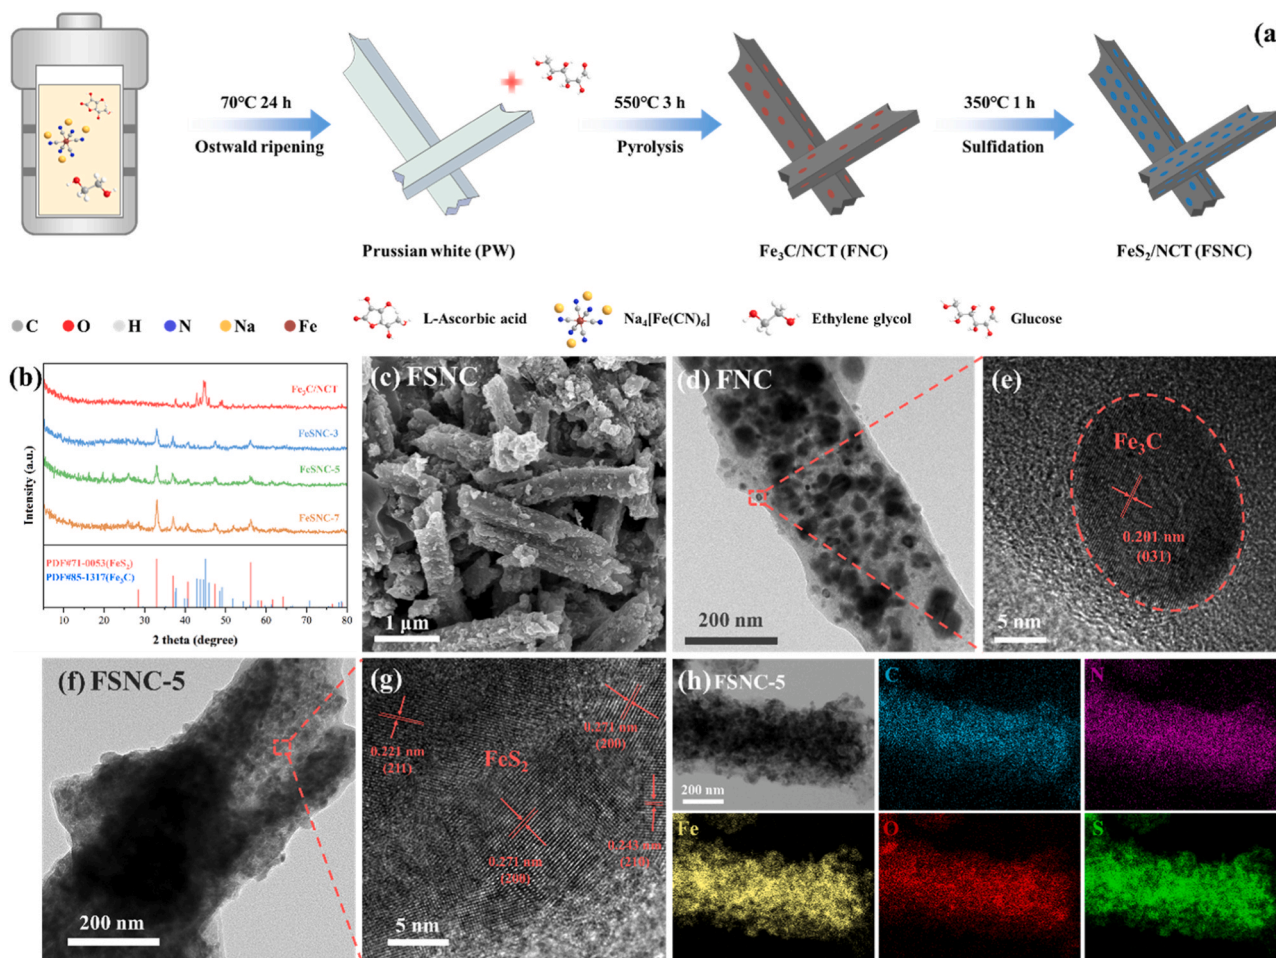 (a)
70℃ 24 h
Ostwald ripening
550℃ 3 h
Pyrolysis
350℃ 1 h
Sulfidation
Prussian white (PW)
Fe₃C/NCT (FNC)
FeS₂/NCT (FSNC)
C O H N Na Fe
L-Ascorbic acid
Na₄[Fe(CN)₆]
Ethylene glycol
Glucose
(b)
Fe₃C/NCT
FeSNC-3
FeSNC-5
FeSNC-7
PDF#71-0053(FeS₂)
PDF#85-1317(Fe₃C)
Intensity (a.u.)
10 20 30 40 50 60 70 80
2 theta (degree)
(c) FSNC
1 μm
(d) FNC
200 nm
(e)
Fe₃C
0.201 nm
(031)
5 nm
(f) FSNC-5
200 nm
(g)
0.221 nm
(211)
FeS₂
0.271 nm
(200)
0.271 nm
(200)
0.243 nm
(210)
5 nm
(h) FSNC-5
200 nm
C
N
Fe
O
S